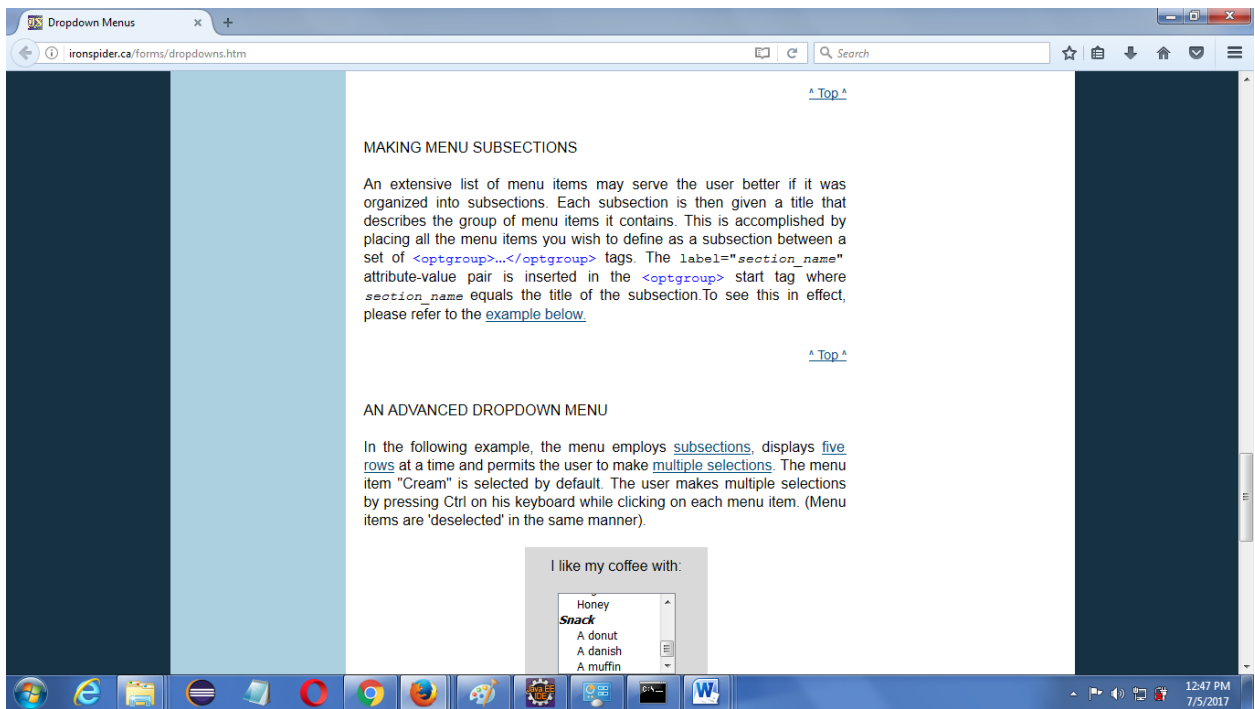 Dropdown Menus
ironspider.ca/forms/dropdowns.htm
Search
^ Top ^
MAKING MENU SUBSECTIONS
An extensive list of menu items may serve the user better if it was
organized into subsections. Each subsection is then given a title that
describes the group of menu items it contains. This is accomplished by
placing all the menu items you wish to define as a subsection between a
set of <optgroup>...</optgroup> tags. The label="section_name"
attribute-value pair is inserted in the <optgroup> start tag where
section_name equals the title of the subsection.To see this in effect,
please refer to the example below.
^ Top ^
AN ADVANCED DROPDOWN MENU
In the following example, the menu employs subsections, displays five
rows at a time and permits the user to make multiple selections. The menu
item "Cream" is selected by default. The user makes multiple selections
by pressing Ctrl on his keyboard while clicking on each menu item. (Menu
items are 'deselected' in the same manner).
I like my coffee with:
Honey
Snack
A donut
A danish
A muffin
Java EE
IDE
C:\
W
12:47 PM
7/5/2017